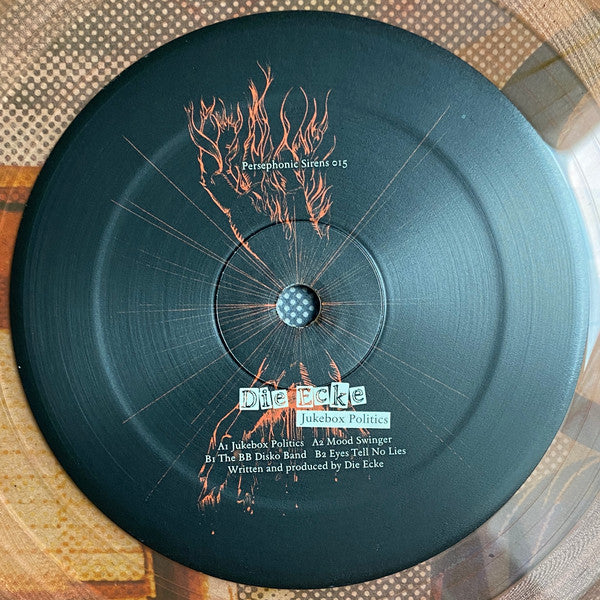 Persephonic Sirens 015
Die Ecke
Jukebox Politics
A1 Jukebox Politics A2 Mood Swinger
B1 The BB Disko Band B2 Eyes Tell No Lies
Written and produced by Die Ecke